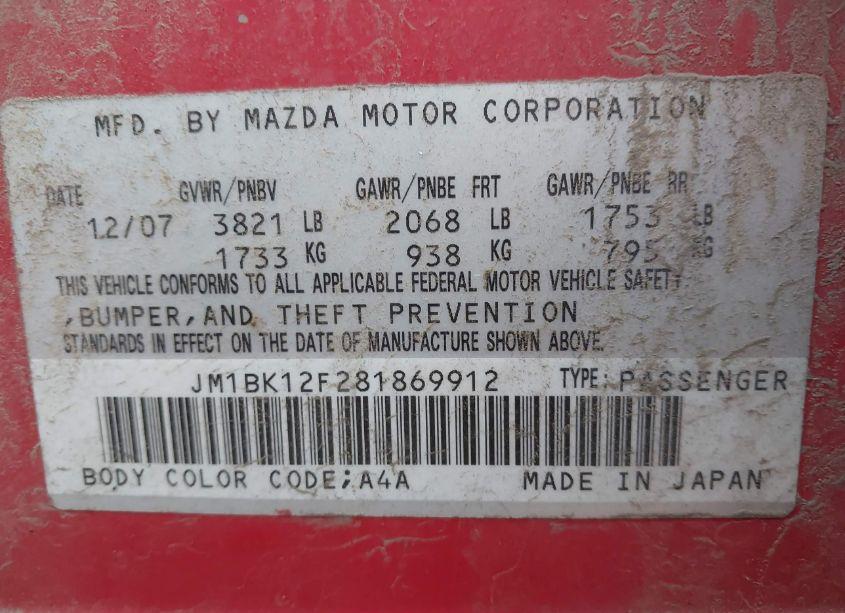 MFD. BY MAZDA MOTOR CORPORATION
DATE GVWR/PNBV GAWR/PNBE FRT GAWR/PNBE RR
12/07 3821 LB 2068 LB 1753 LB
1733 KG 938 KG 795 KG
THIS VEHICLE CONFORMS TO ALL APPLICABLE FEDERAL MOTOR VEHICLE SAFETY
,BUMPER,AND THEFT PREVENTION
STANDARDS IN EFFECT ON THE DATE OF MANUFACTURE SHOWN ABOVE.
JM1BK12F281869912 TYPE: PASSENGER
BODY COLOR CODE;A4A MADE IN JAPAN